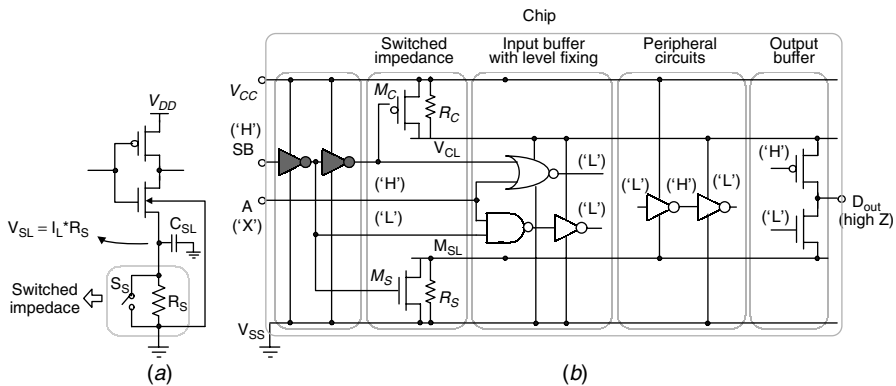 Chip
Switched impedance
Input buffer with level fixing
Peripheral circuits
Output buffer
V_DD
V_SL = I_L*R_S
C_SL
Switched impedace
S_S
R_S
(a)
V_CC
('H')
SB
A
('X')
V_SS
M_C
R_C
V_CL
('H')
('L')
M_SL
M_S
R_S
('L')
('L')
('L')
('H')
('L')
('H')
('L')
D_out
(high Z)
(b)